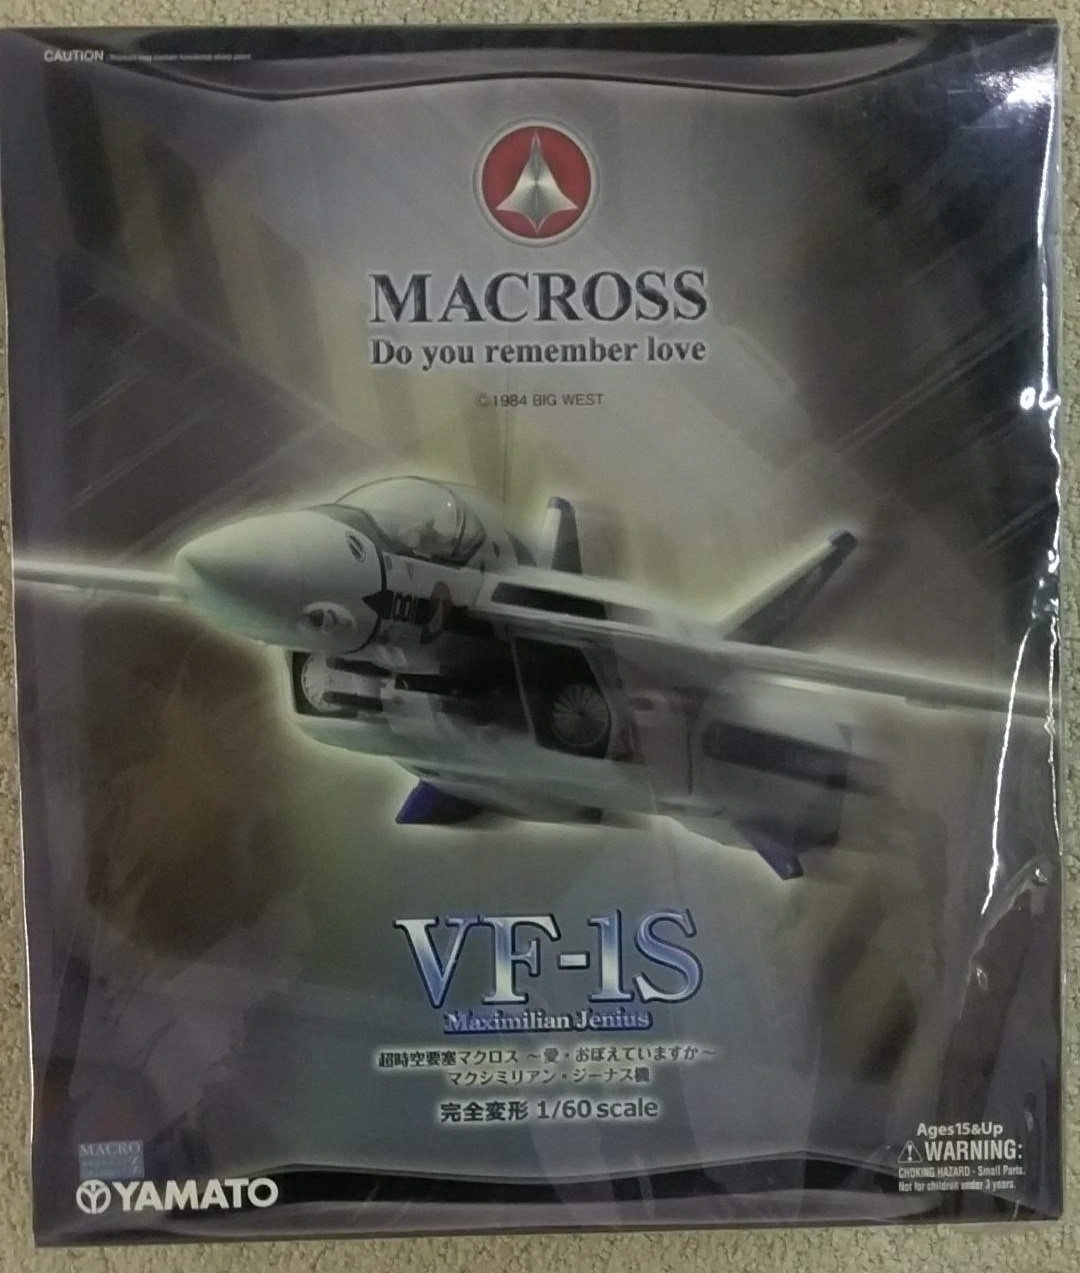 CAUTION
MACROSS
Do you remember love
©1984 BIG WEST
001
VF-1S
Maximilian Jenius
超時空要塞マクロス ～愛・おぼえていますか～
マクシミリアン・ジーナス機
完全変形 1/60 scale
Ages15&Up
WARNING:
CHOKING HAZARD - Small Parts.
Not for children under 3 years.
MACRO
YAMATO